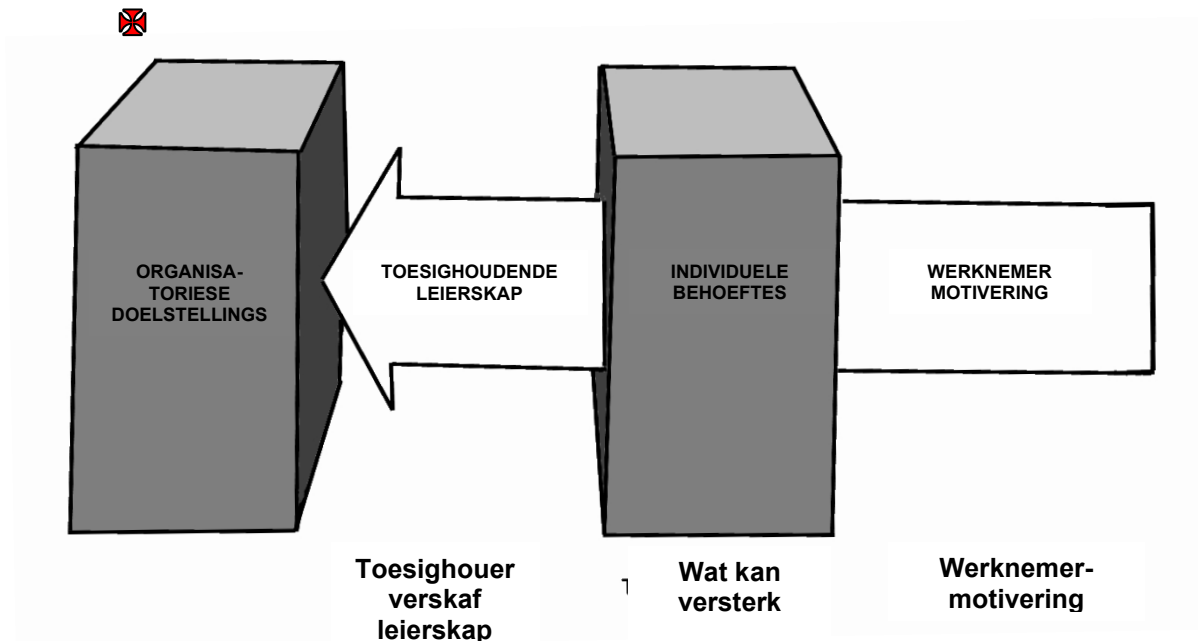 ORGANISA-
TORIESE
DOELSTELLINGS
TOESIGHOUDENDE
LEIERSKAP
INDIVIDUELE
BEHOEFTES
WERKNEMER
MOTIVERING
Toesighouer
verskaf
leierskap
Wat kan
versterk
Werknemer-
motivering